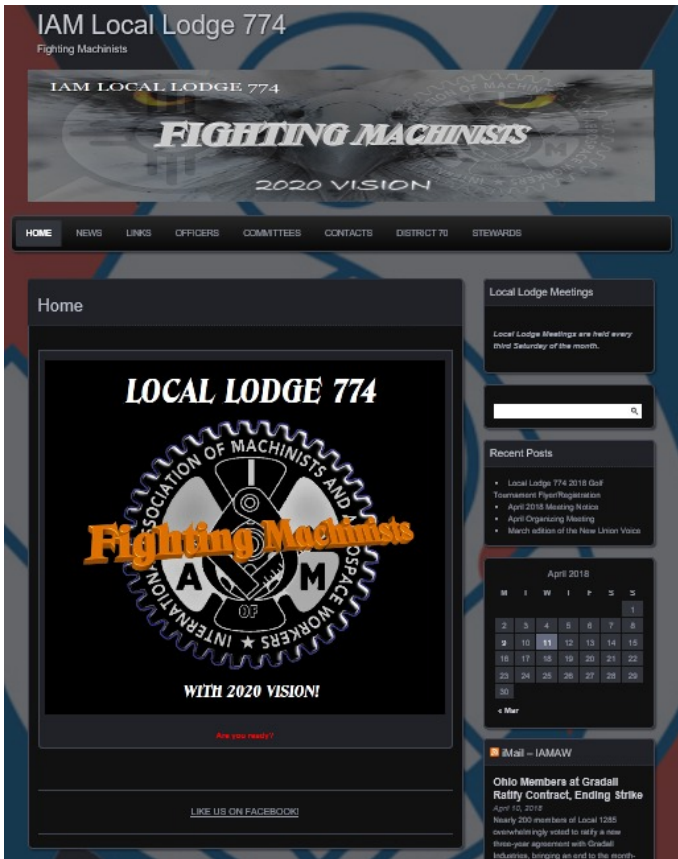 IAM Local Lodge 774
Fighting Machinists
IAM LOCAL LODGE 774
FIGHTING MACHINISTS
2020 VISION
HOME NEWS LINKS OFFICERS COMMITTEES CONTACTS DISTRICT 70 STEWARDS
Home
LOCAL LODGE 774
INTERNATIONAL ASSOCIATION OF MACHINISTS AND AEROSPACE WORKERS
Fighting Machinists
I
A M
OF
WITH 2020 VISION!
Are you ready?
LIKE US ON FACEBOOK!
Local Lodge Meetings
Local Lodge Meetings are held every
third Saturday of the month.
Recent Posts
Local Lodge 774 2018 Golf
Tournament Flyer/Registration
April 2018 Meeting Notice
April Organizing Meeting
March edition of the New Union Voice
April 2018
M T W T F S S
1
2 3 4 5 6 7 8
9 10 11 12 13 14 15
16 17 18 19 20 21 22
23 24 25 26 27 28 29
30
« Mar
iMail – IAMAW
Ohio Members at Gradall
Ratify Contract, Ending Strike
April 10, 2018
Nearly 200 members of Local 1285
overwhelmingly voted to ratify a new
three-year agreement with Gradall
Industries, bringing an end to the month-